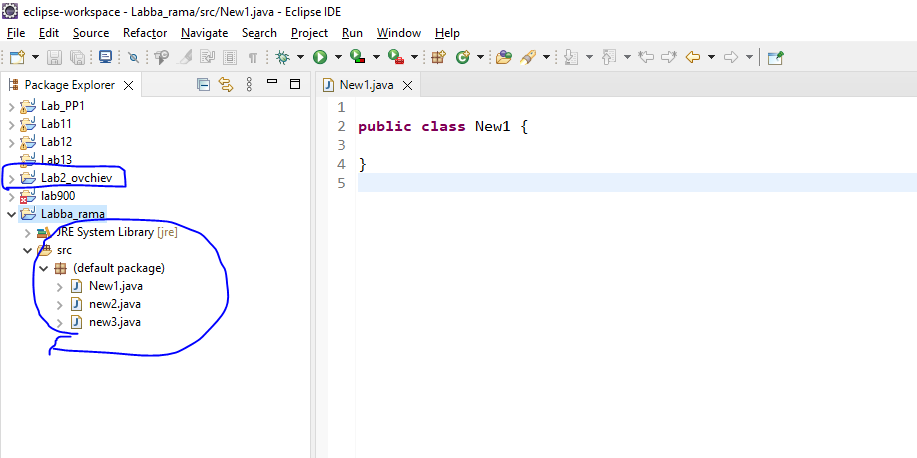 eclipse-workspace - Labba_rama/src/New1.java - Eclipse IDE
File Edit Source Refactor Navigate Search Project Run Window Help
Package Explorer
New1.java
Lab_PP1
Lab11
Lab12
Lab13
Lab2_ovchiev
lab900
Labba_rama
JRE System Library [jre]
src
(default package)
New1.java
new2.java
new3.java
1
2 public class New1 {
3
4 }
5